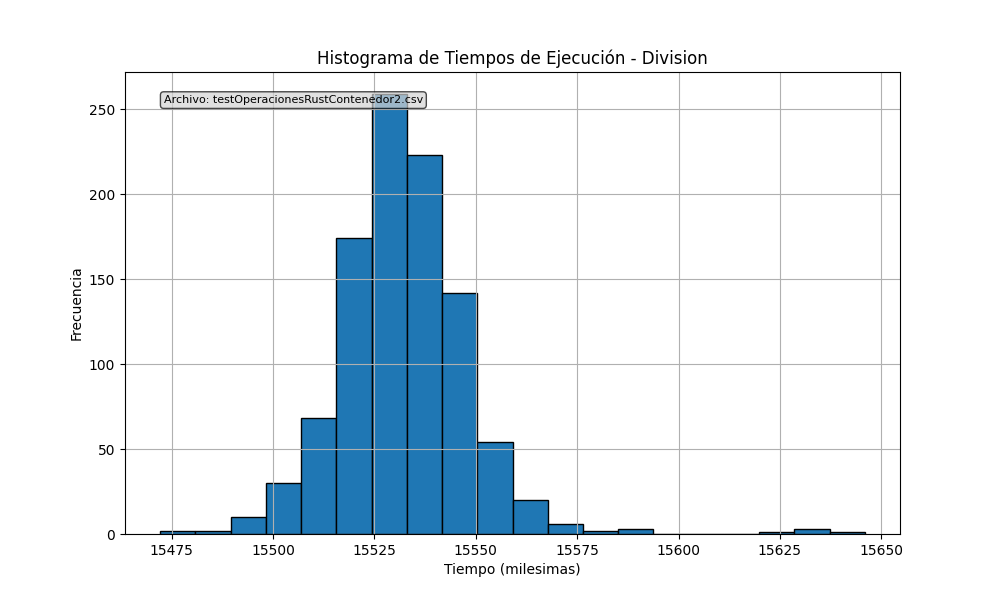 Histograma de Tiempos de Ejecución - Division
Archivo: testOperacionesRustContenedor2.csv
Frecuencia
250
200
150
100
50
0
15475 15500 15525 15550 15575 15600 15625 15650
Tiempo (milesimas)